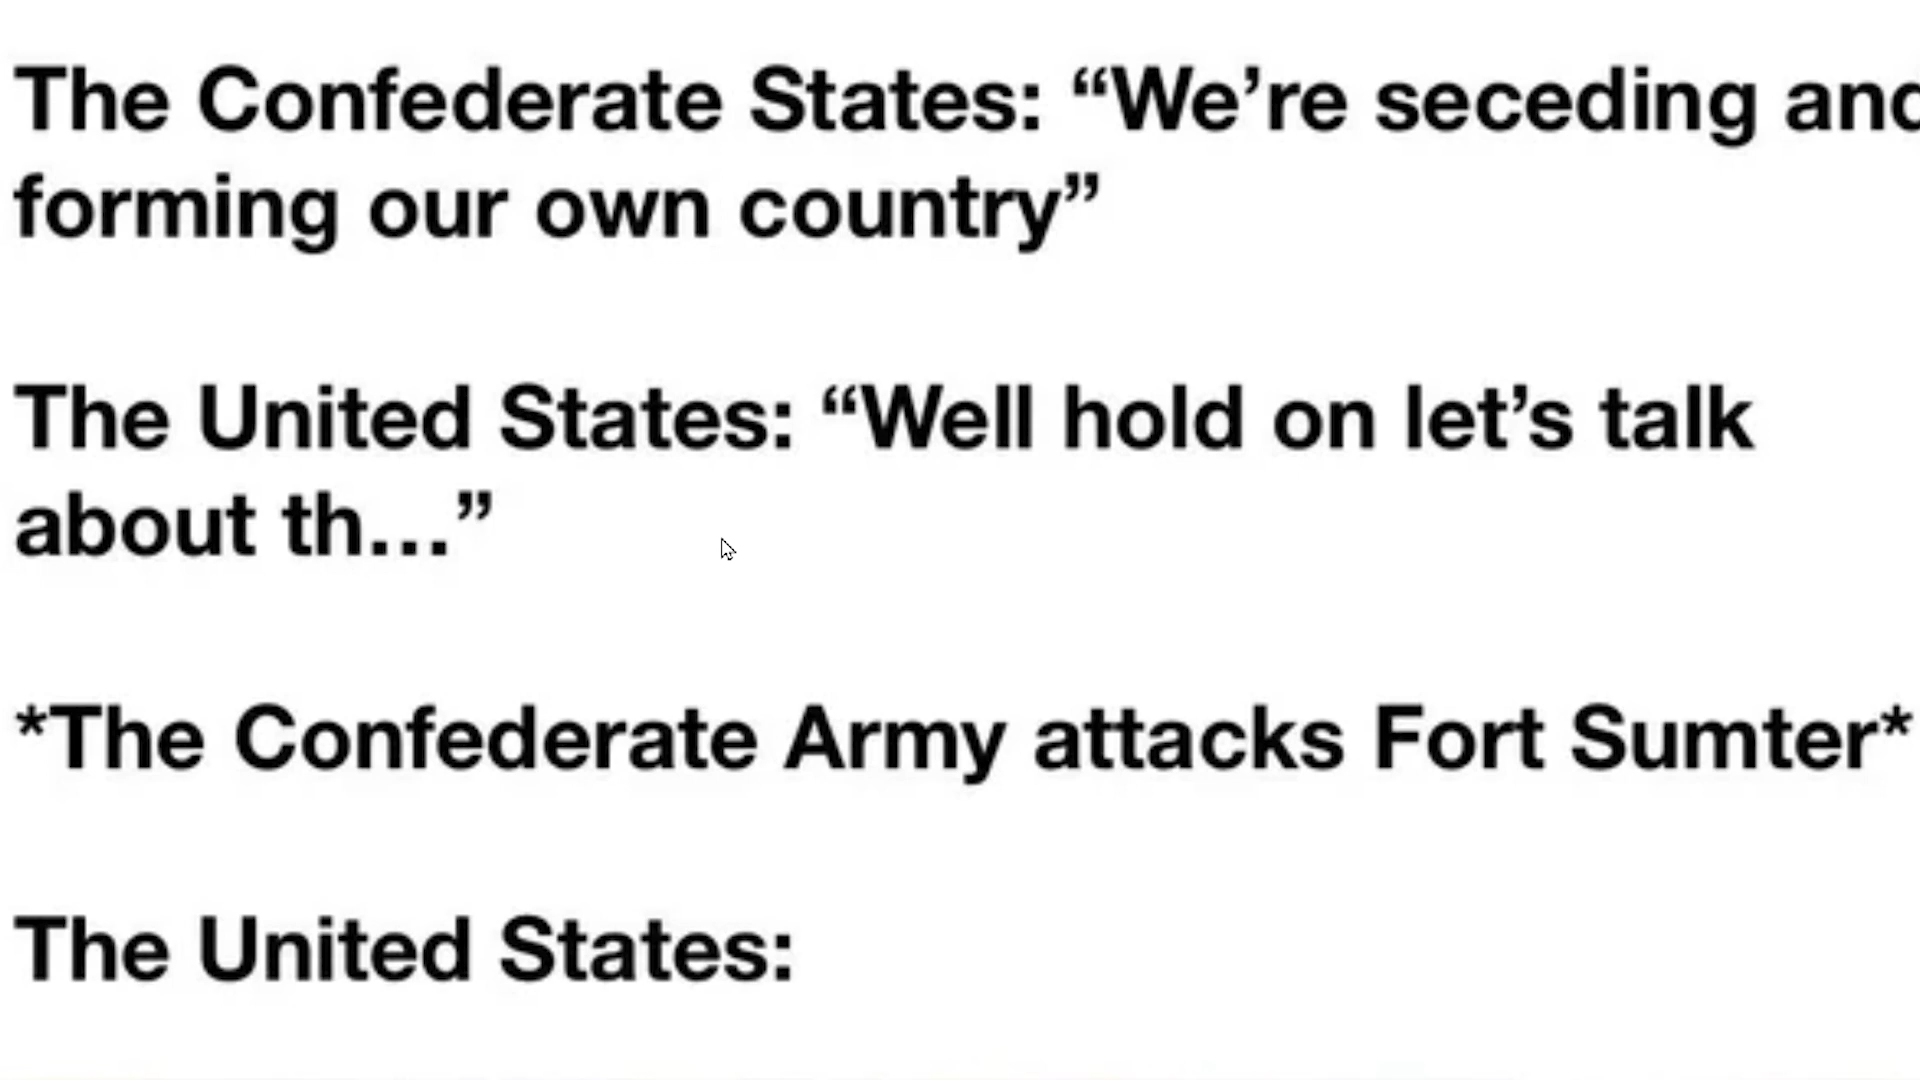 The Confederate States: “We’re seceding and
forming our own country”
The United States: “Well hold on let’s talk
about th...”
*The Confederate Army attacks Fort Sumter*
The United States: